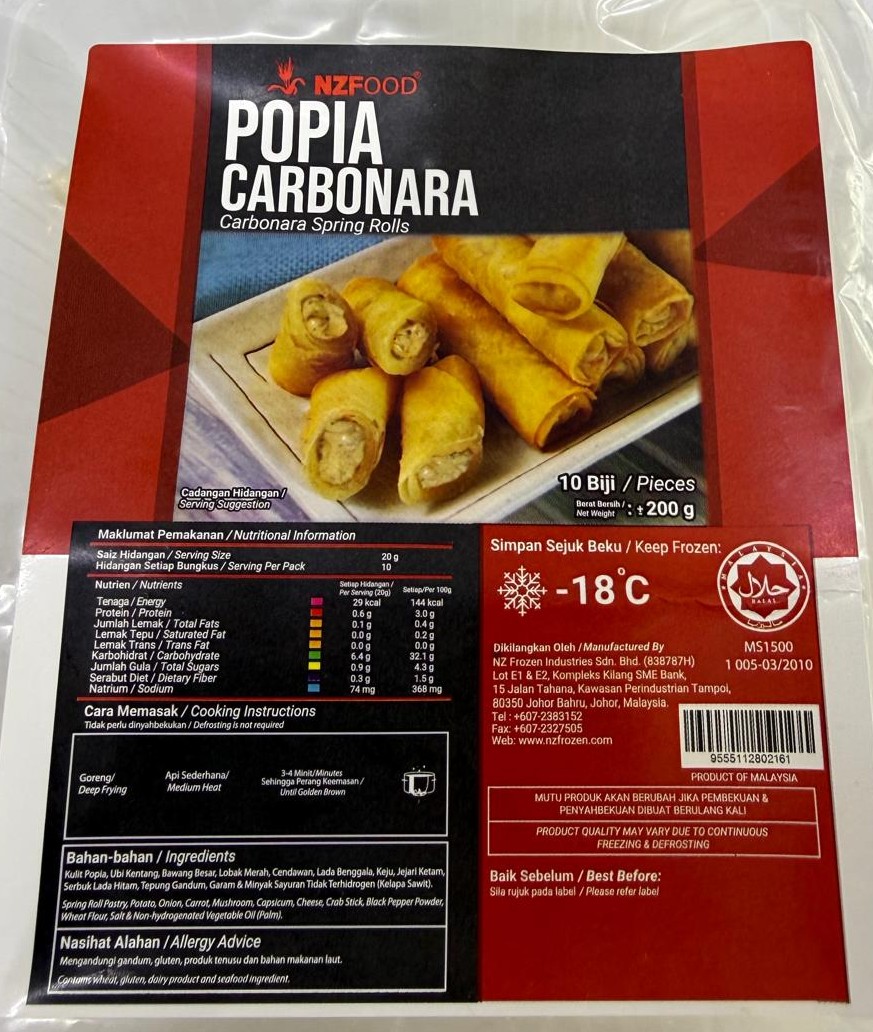 NZFOOD®
POPIA
CARBONARA
Carbonara Spring Rolls
Cadangan Hidangan /
Serving Suggestion
10 Biji / Pieces
Berat Bersih /
Net Weight : ± 200 g
Maklumat Pemakanan / Nutritional Information
Saiz Hidangan / Serving Size 20 g
Hidangan Setiap Bungkus / Serving Per Pack 10
Nutrien / Nutrients Setiap Hidangan / Per Serving (20g) Setiap/Per 100g
Tenaga / Energy 29 kcal 144 kcal
Protein / Protein 0.6 g 3.0 g
Jumlah Lemak / Total Fats 0.1 g 0.4 g
Lemak Tepu / Saturated Fat 0.0 g 0.2 g
Lemak Trans / Trans Fat 0.0 g 0.0 g
Karbohidrat / Carbohydrate 6.4 g 32.1 g
Jumlah Gula / Total Sugars 0.9 g 4.3 g
Serabut Diet / Dietary Fiber 0.3 g 1.5 g
Natrium / Sodium 74 mg 368 mg
Cara Memasak / Cooking Instructions
Tidak perlu dinyahbekukan / Defrosting is not required
Goreng/
Deep Frying
Api Sederhana/
Medium Heat
3-4 Minit/Minutes
Sehingga Perang Keemasan /
Until Golden Brown
Bahan-bahan / Ingredients
Kulit Popia, Ubi Kentang, Bawang Besar, Lobak Merah, Cendawan, Lada Benggala, Keju, Jejari Ketam,
Serbuk Lada Hitam, Tepung Gandum, Garam & Minyak Sayuran Tidak Terhidrogen (Kelapa Sawit).
Spring Roll Pastry, Potato, Onion, Carrot, Mushroom, Capsicum, Cheese, Crab Stick, Black Pepper Powder,
Wheat Flour, Salt & Non-hydrogenated Vegetable Oil (Palm).
Nasihat Alahan / Allergy Advice
Mengandungi gandum, gluten, produk tenusu dan bahan makanan laut.
Contains wheat, gluten, dairy product and seafood ingredient.
Simpan Sejuk Beku / Keep Frozen:
-18°C
MALAYSIA
حلال
HALAL
ماليزيا
MS1500
1 005-03/2010
Dikilangkan Oleh / Manufactured By
NZ Frozen Industries Sdn. Bhd. (838787H)
Lot E1 & E2, Kompleks Kilang SME Bank,
15 Jalan Tahana, Kawasan Perindustrian Tampoi,
80350 Johor Bahru, Johor, Malaysia.
Tel : +607-2383152
Fax: +607-2327505
Web: www.nzfrozen.com
9555112802161
PRODUCT OF MALAYSIA
MUTU PRODUK AKAN BERUBAH JIKA PEMBEKUAN &
PENYAHBEKUAN DIBUAT BERULANG KALI
PRODUCT QUALITY MAY VARY DUE TO CONTINUOUS
FREEZING & DEFROSTING
Baik Sebelum / Best Before:
Sila rujuk pada label / Please refer label